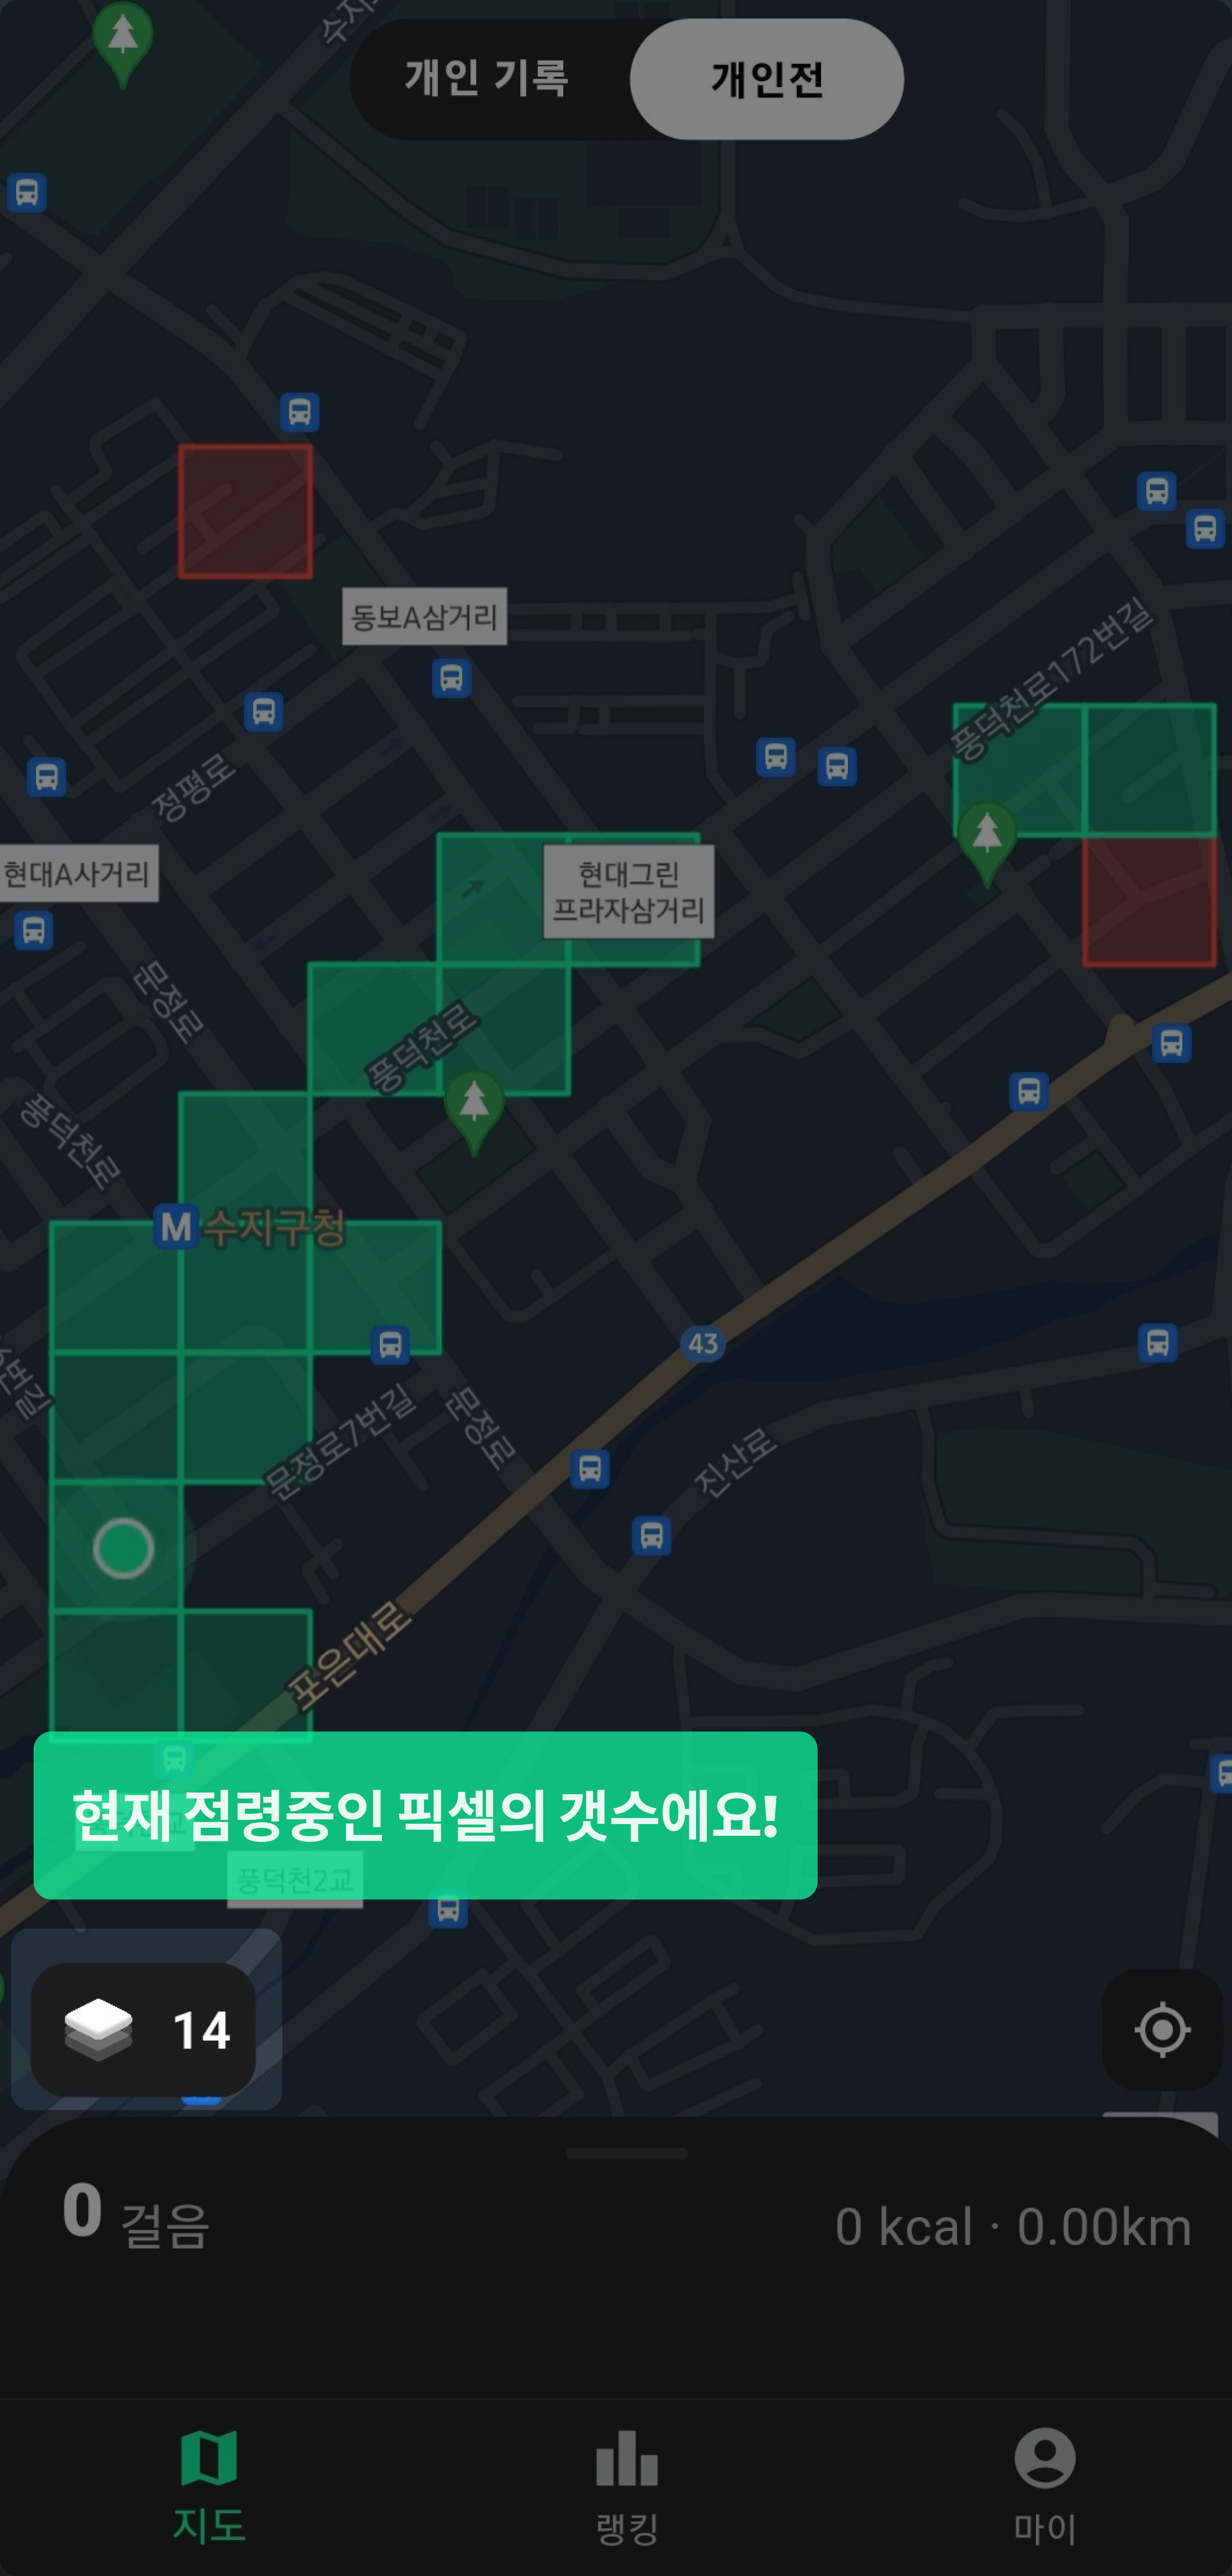 수지
개인 기록
개인전
동보A삼거리
풍덕천로172번길
정평로
현대A사거리
현대그린
프라자삼거리
문정로
풍덕천로
풍덕천로
M 수지구청
43
번길
문정로7번길
문정로
진산로
포은대로
현재 점령중인 픽셀의 갯수에요!
풍덕천2교
14
0 걸음
0 kcal · 0.00km
지도
랭킹
마이